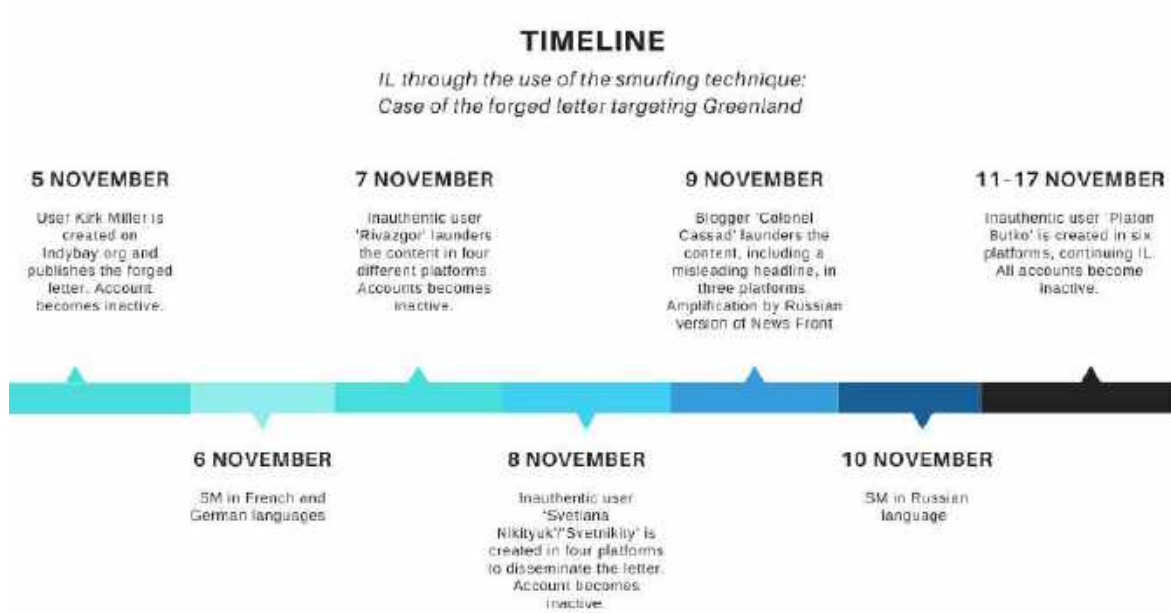 TIMELINE
IL through the use of the smurfing technique:
Case of the forged letter targeting Greenland
5 NOVEMBER
User Kirk Miller is
created on
Indybay.org and
publishes the forged
letter. Account
becomes inactive.
7 NOVEMBER
Inauthentic user
'Rivazgor' launders
the content in four
different platforms.
Accounts becomes
inactive.
9 NOVEMBER
Blogger 'Colonel
Cassad' launders the
content, including a
misleading headline, in
three platforms.
Amplification by Russian
version of News Front
11-17 NOVEMBER
Inauthentic user 'Platon
Butko' is created in six
platforms, continuing IL.
All accounts become
inactive.
6 NOVEMBER
SM in French and
German languages
8 NOVEMBER
Inauthentic user
'Svetlana
Nikityuk'/'Svetnikity' is
created in four platforms
to disseminate the letter.
Account becomes
inactive.
10 NOVEMBER
SM in Russian
language